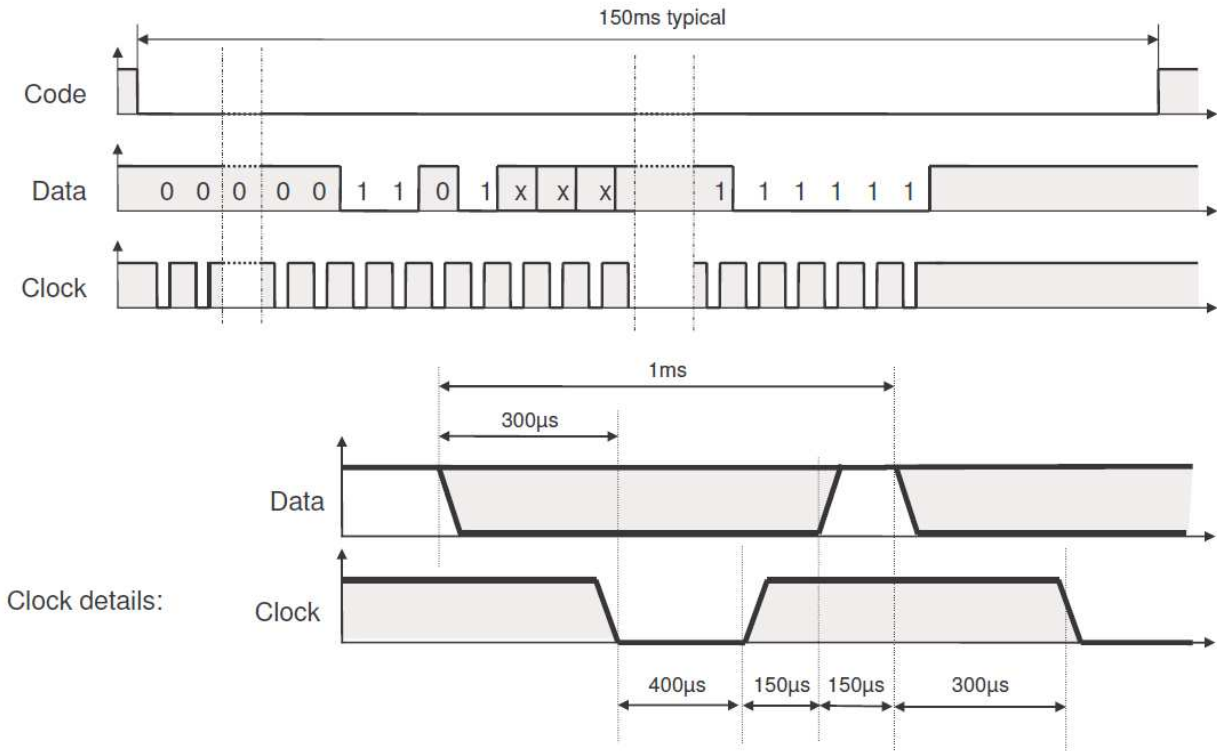 150ms typical
Code
Data 0 0 0 0 0 1 1 0 1 x x x 1 1 1 1 1 1
Clock
1ms
300μs
Data
Clock details:
Clock
400μs 150μs 150μs 300μs